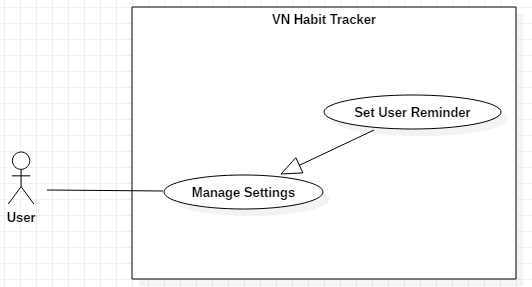 VN Habit Tracker
Set User Reminder
Manage Settings
User